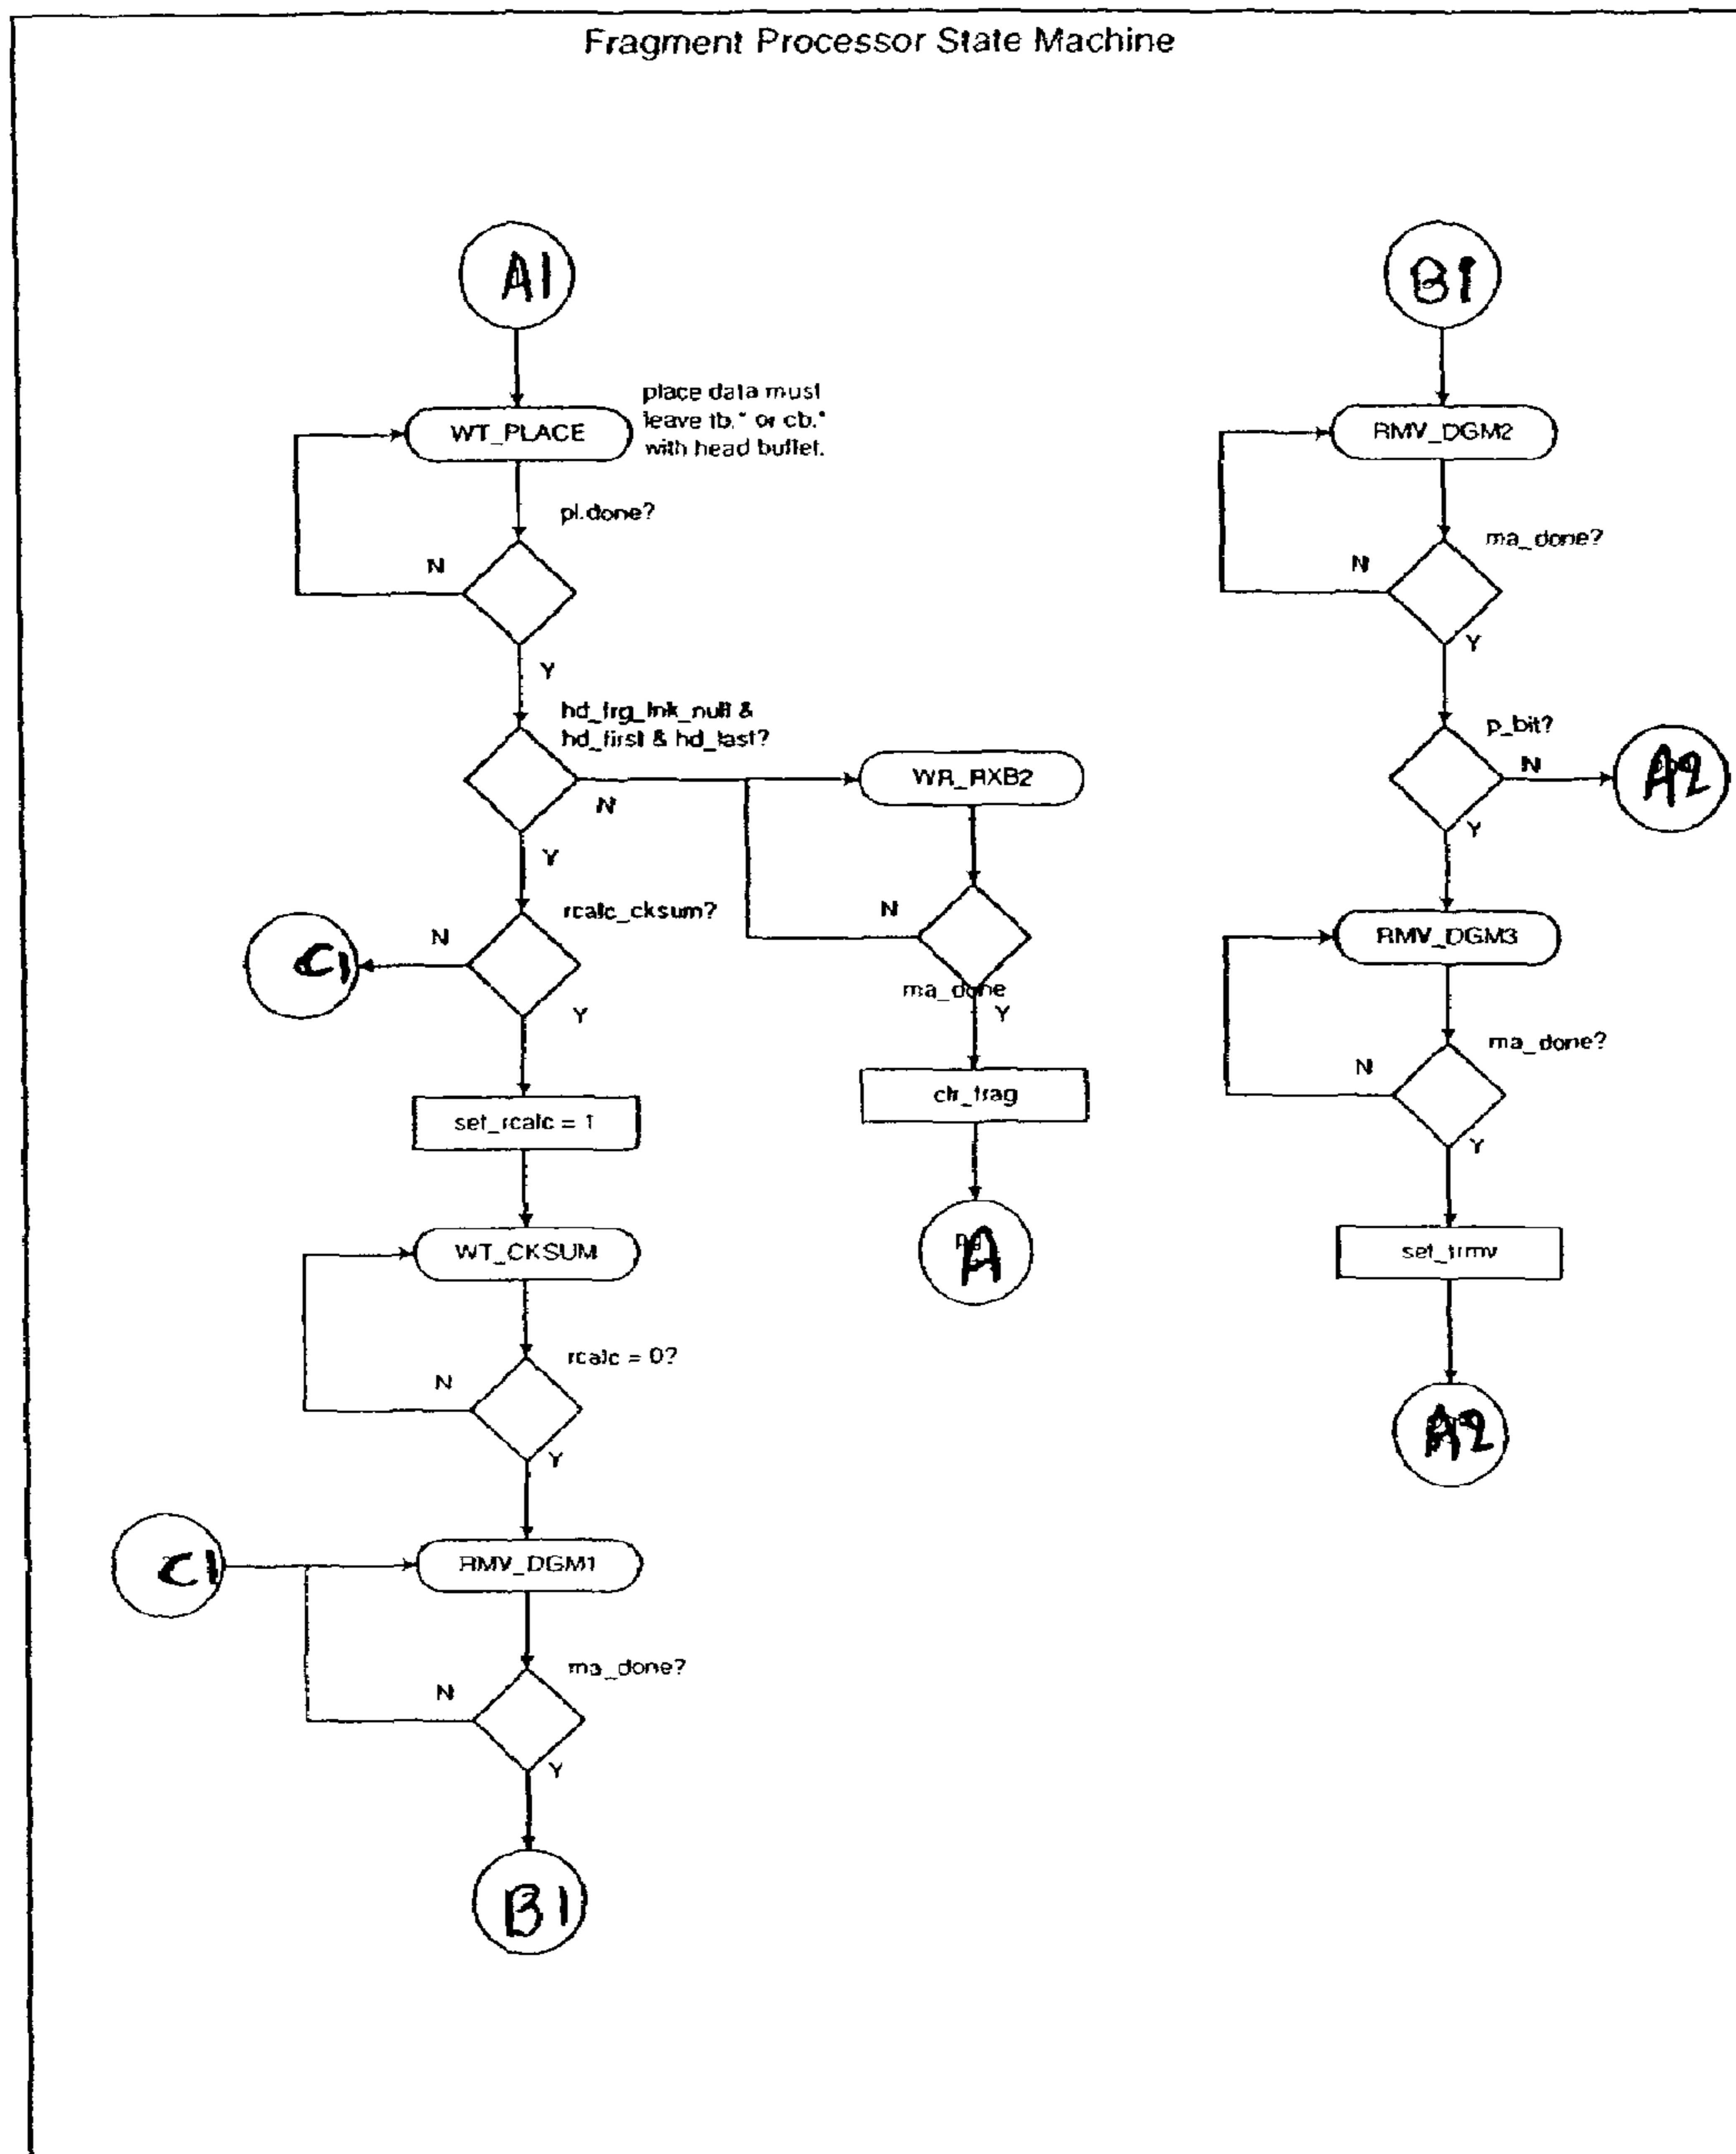 Fragment Processor State Machine
A1
place data must
leave tb.* or cb.*
with head buffet.
WT_PLACE
pl.done?
N
Y
hd_frg_lnk_null &
hd_first & hd_last?
N
Y
WR_RXB2
N
ma_done
Y
clr_frag
A
rcalc_cksum?
N
C1
Y
set_rcalc = 1
WT_CKSUM
rcalc = 0?
N
Y
C1
RMV_DGM1
ma_done?
N
Y
B1
B1
RMV_DGM2
ma_done?
N
Y
p_bit?
N
A2
Y
RMV_DGM3
ma_done?
N
Y
set_frmv
A2